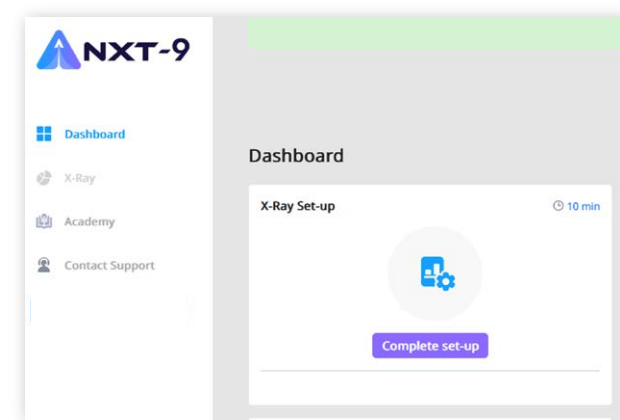 NXT-9
Dashboard
X-Ray
Academy
Contact Support
Dashboard
X-Ray Set-up
10 min
Complete set-up